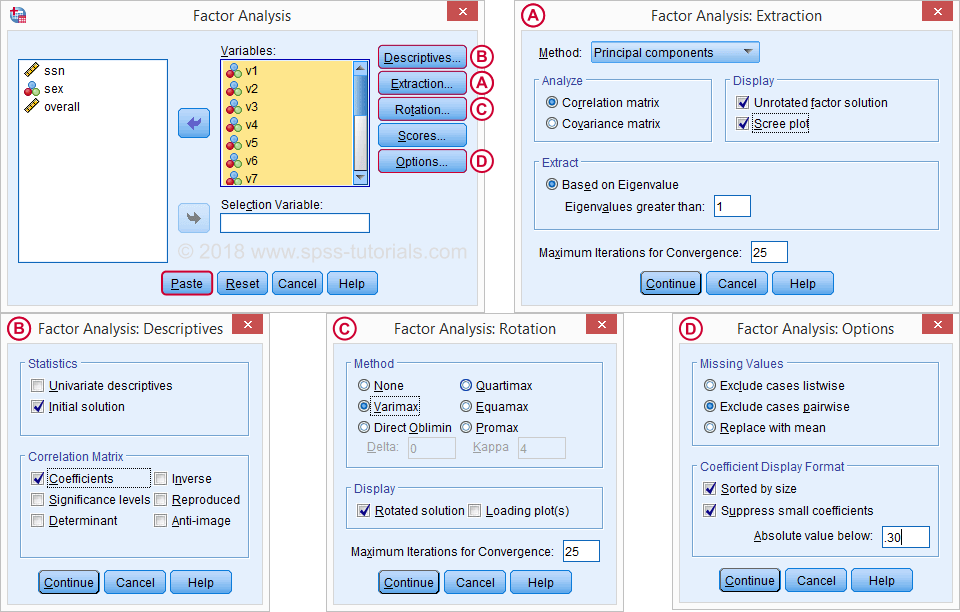 Factor Analysis
ssn
sex
overall
Variables:
v1
v2
v3
v4
v5
v6
v7
Selection Variable:
Descriptives... B
Extraction... A
Rotation... C
Scores...
Options... D
© 2018 www.spss-tutorials.com
Paste Reset Cancel Help
A Factor Analysis: Extraction
Method: Principal components
Analyze
Correlation matrix
Covariance matrix
Display
Unrotated factor solution
Scree plot
Extract
Based on Eigenvalue
Eigenvalues greater than: 1
Maximum Iterations for Convergence: 25
Continue Cancel Help
B Factor Analysis: Descriptives
Statistics
Univariate descriptives
Initial solution
Correlation Matrix
Coefficients Inverse
Significance levels Reproduced
Determinant Anti-image
Continue Cancel Help
C Factor Analysis: Rotation
Method
None Quartimax
Varimax Equamax
Direct Oblimin Promax
Delta: 0 Kappa 4
Display
Rotated solution Loading plot(s)
Maximum Iterations for Convergence: 25
Continue Cancel Help
D Factor Analysis: Options
Missing Values
Exclude cases listwise
Exclude cases pairwise
Replace with mean
Coefficient Display Format
Sorted by size
Suppress small coefficients
Absolute value below: .30
Continue Cancel Help